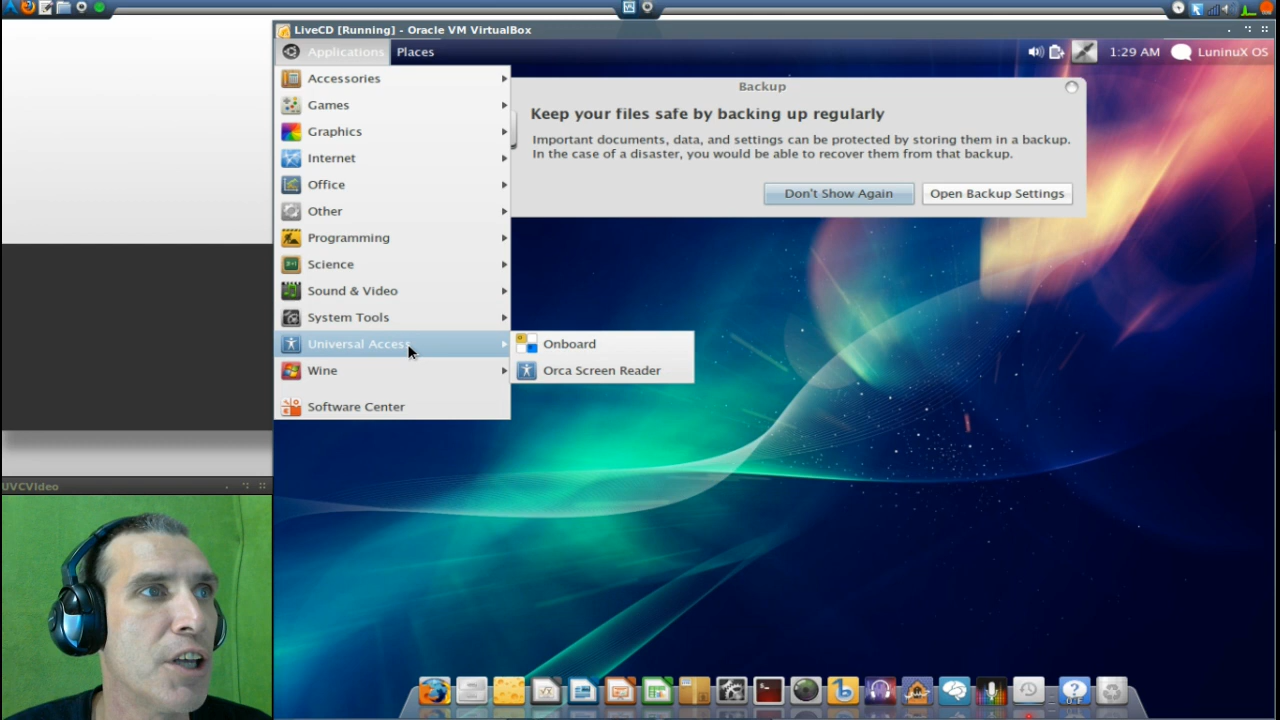 LiveCD [Running] - Oracle VM VirtualBox
Applications Places 1:29 AM LuninuX OS
Accessories
Games
Graphics
Internet
Office
Other
Programming
Science
Sound & Video
System Tools
Universal Access
Wine
Software Center
Onboard
Orca Screen Reader
Backup
Keep your files safe by backing up regularly
Important documents, data, and settings can be protected by storing them in a backup.
In the case of a disaster, you would be able to recover them from that backup.
Don't Show Again Open Backup Settings
UVCVideo